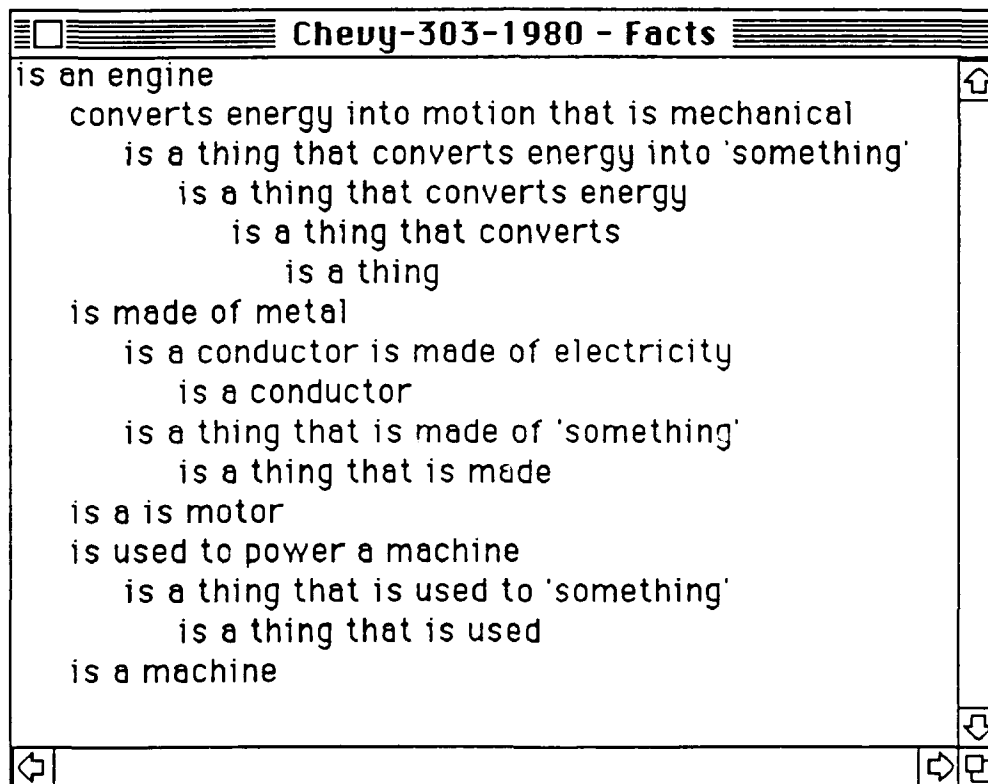 Chevy-303-1980 - Facts
is an engine
converts energy into motion that is mechanical
is a thing that converts energy into 'something'
is a thing that converts energy
is a thing that converts
is a thing
is made of metal
is a conductor is made of electricity
is a conductor
is a thing that is made of 'something'
is a thing that is made
is a is motor
is used to power a machine
is a thing that is used to 'something'
is a thing that is used
is a machine